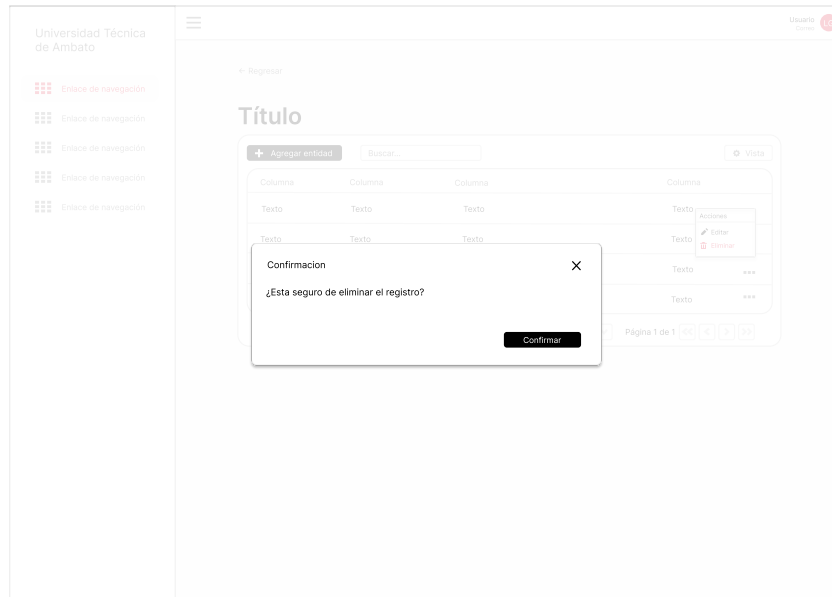 Universidad Técnica
de Ambato
Usuario
Correo
LG
Enlace de navegación
Enlace de navegación
Enlace de navegación
Enlace de navegación
Enlace de navegación
← Regresar
Título
+ Agregar entidad
Buscar...
Vista
Columna Columna Columna Columna
Texto Texto Texto Texto
Acciones
Editar
Eliminar
Texto Texto Texto Texto
Texto
Texto
Página 1 de 1
Confirmacion
¿Esta seguro de eliminar el registro?
Confirmar